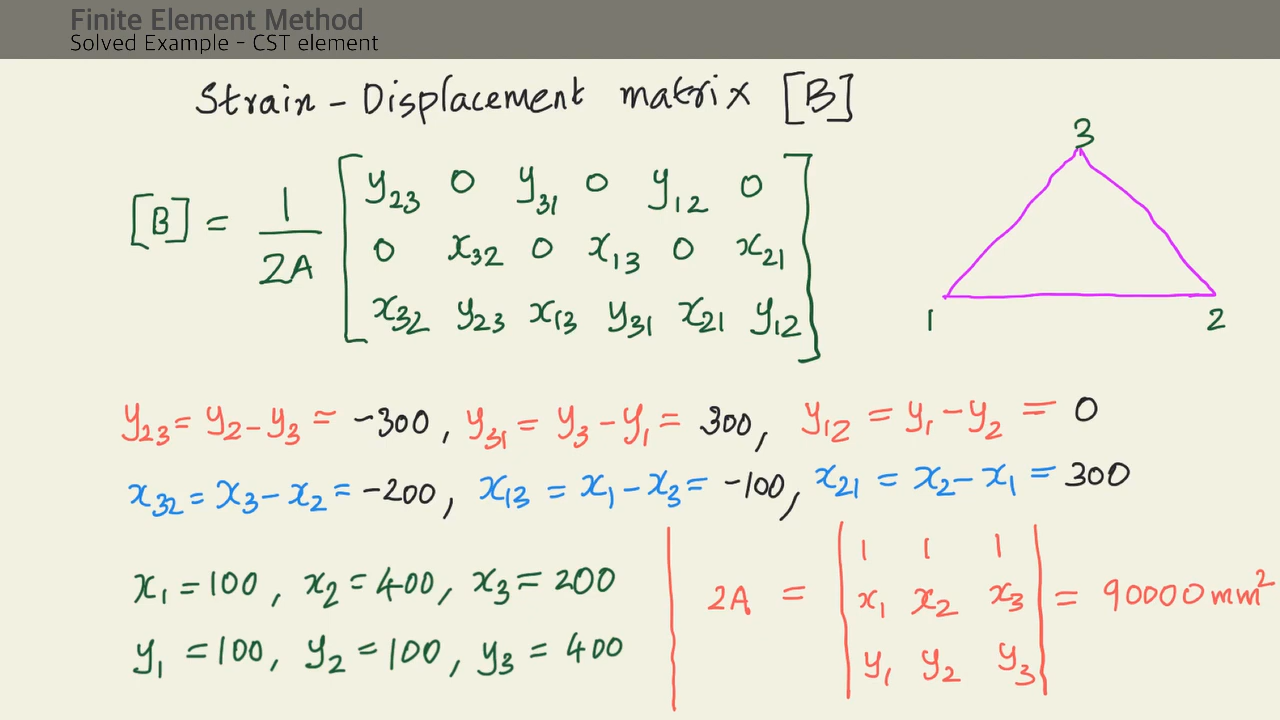 Finite Element Method
Solved Example - CST element
Strain - Displacement matrix [B]
3
[B] = 1/2A [y₂₃ 0 y₃₁ 0 y₁₂ 0
0 x₃₂ 0 x₁₃ 0 x₂₁
x₃₂ y₂₃ x₁₃ y₃₁ x₂₁ y₁₂]
1 2
y₂₃ = y₂ - y₃ = -300, y₃₁ = y₃ - y₁ = 300, y₁₂ = y₁ - y₂ = 0
x₃₂ = x₃ - x₂ = -200, x₁₃ = x₁ - x₃ = -100, x₂₁ = x₂ - x₁ = 300
x₁ = 100, x₂ = 400, x₃ = 200
y₁ = 100, y₂ = 100, y₃ = 400
2A = |1 1 1
x₁ x₂ x₃
y₁ y₂ y₃| = 90000 mm²